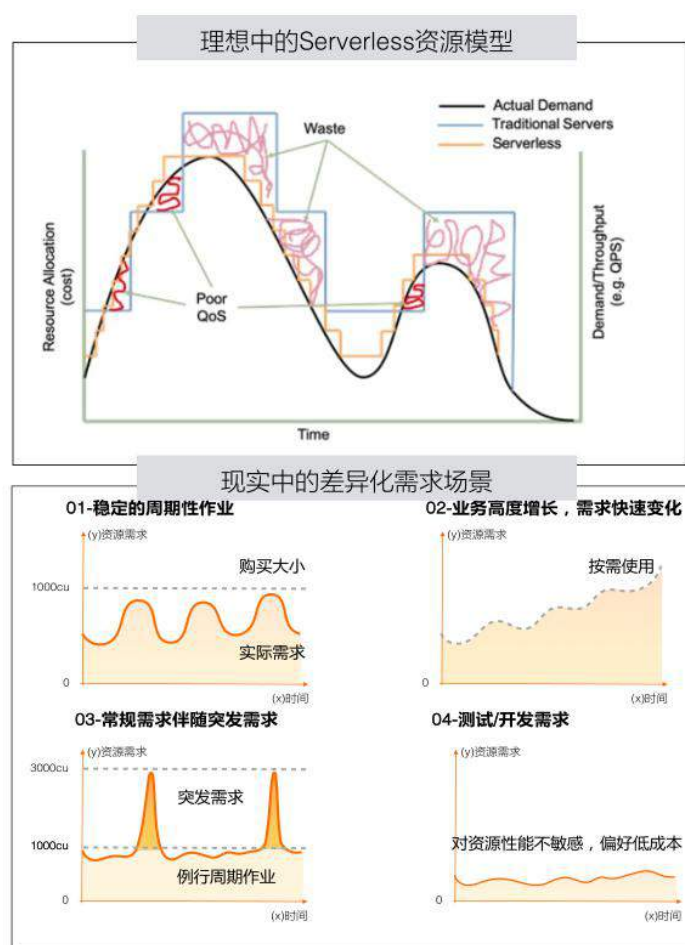 理想中的Serverless资源模型
Actual Demand
Traditional Servers
Serverless
Waste
Poor
QoS
Resource Allocation
(cost)
Demand/Throughput
(e.g. QPS)
Time
现实中的差异化需求场景
01-稳定的周期性作业
(y)资源需求
购买大小
1000cu
实际需求
0
(x)时间
02-业务高度增长，需求快速变化
(y)资源需求
按需使用
0
(x)时间
03-常规需求伴随突发需求
(y)资源需求
3000cu
突发需求
1000cu
例行周期作业
0
(x)时间
04-测试/开发需求
(y)资源需求
对资源性能不敏感，偏好低成本
0
(x)时间